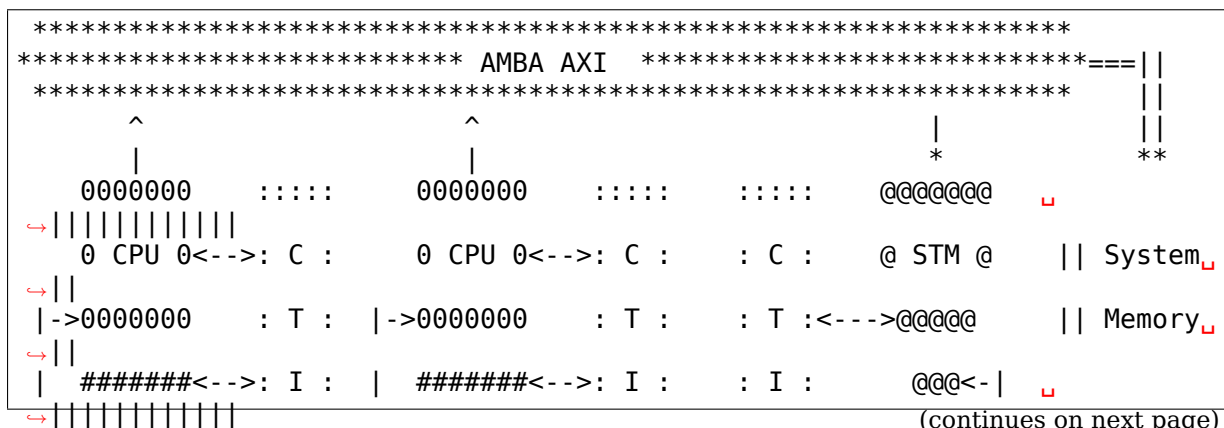 *****************************************************************
**************************** AMBA AXI  ****************************===||
 *****************************************************************    ||
       ^                    ^                            |            ||
       |                    |                            *            **
    0000000    :::::     0000000    :::::    :::::    @@@@@@@   ␣
↪||||||||||||
    0 CPU 0<-->: C :     0 CPU 0<-->: C :    : C :    @ STM @    || System␣
↪||
 |->0000000    : T :  |->0000000    : T :    : T :<--->@@@@@     || Memory␣
↪||
 |  #######<-->: I :  |  #######<-->: I :    : I :      @@@<-|   ␣
↪||||||||||||
(continues on next page)